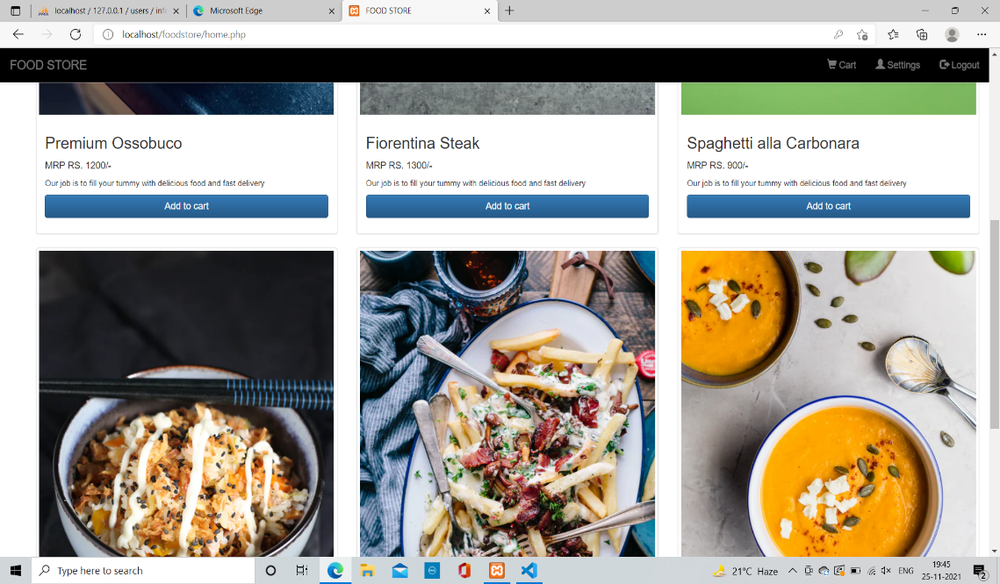 localhost / 127.0.0.1 / users / inf
Microsoft Edge
FOOD STORE
localhost/foodstore/home.php
FOOD STORE
Cart
Settings
Logout
Premium Ossobuco
MRP RS. 1200/-
Our job is to fill your tummy with delicious food and fast delivery
Add to cart
Fiorentina Steak
MRP RS. 1300/-
Our job is to fill your tummy with delicious food and fast delivery
Add to cart
Spaghetti alla Carbonara
MRP RS. 900/-
Our job is to fill your tummy with delicious food and fast delivery
Add to cart
Type here to search
21°C Haze
ENG
19:45
25-11-2021
2